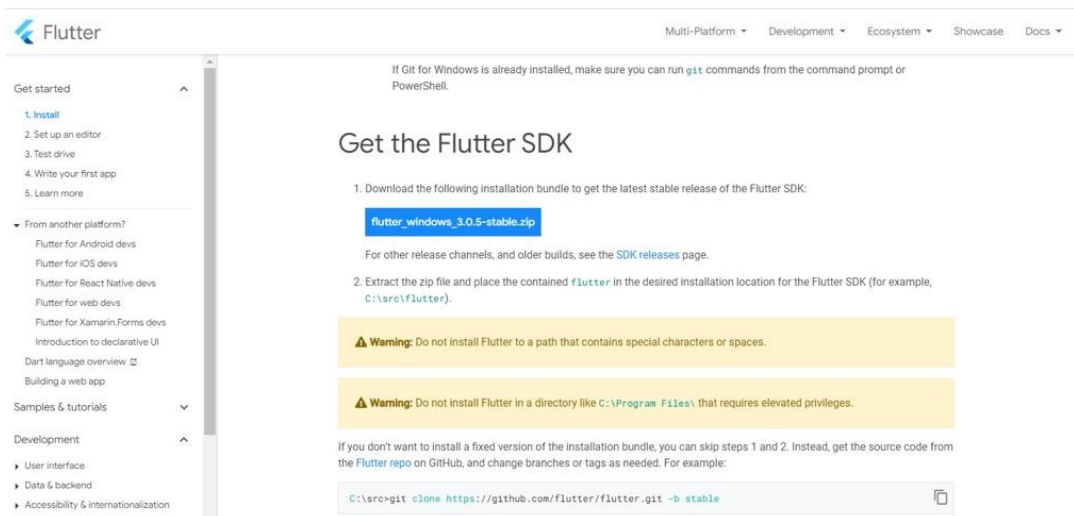 Flutter
Multi-Platform
Development
Ecosystem
Showcase
Docs
Get started
1. Install
2. Set up an editor
3. Test drive
4. Write your first app
5. Learn more
From another platform?
Flutter for Android devs
Flutter for iOS devs
Flutter for React Native devs
Flutter for web devs
Flutter for Xamarin.Forms devs
Introduction to declarative UI
Dart language overview
Building a web app
Samples & tutorials
Development
User interface
Data & backend
Accessibility & internationalization
If Git for Windows is already installed, make sure you can run git commands from the command prompt or
PowerShell.
Get the Flutter SDK
1. Download the following installation bundle to get the latest stable release of the Flutter SDK:
flutter_windows_3.0.5-stable.zip
For other release channels, and older builds, see the SDK releases page.
2. Extract the zip file and place the contained flutter in the desired installation location for the Flutter SDK (for example,
C:\src\flutter).
Warning: Do not install Flutter to a path that contains special characters or spaces.
Warning: Do not install Flutter in a directory like C:\Program Files\ that requires elevated privileges.
If you don't want to install a fixed version of the installation bundle, you can skip steps 1 and 2. Instead, get the source code from
the Flutter repo on GitHub, and change branches or tags as needed. For example:
C:\src>git clone https://github.com/flutter/flutter.git -b stable